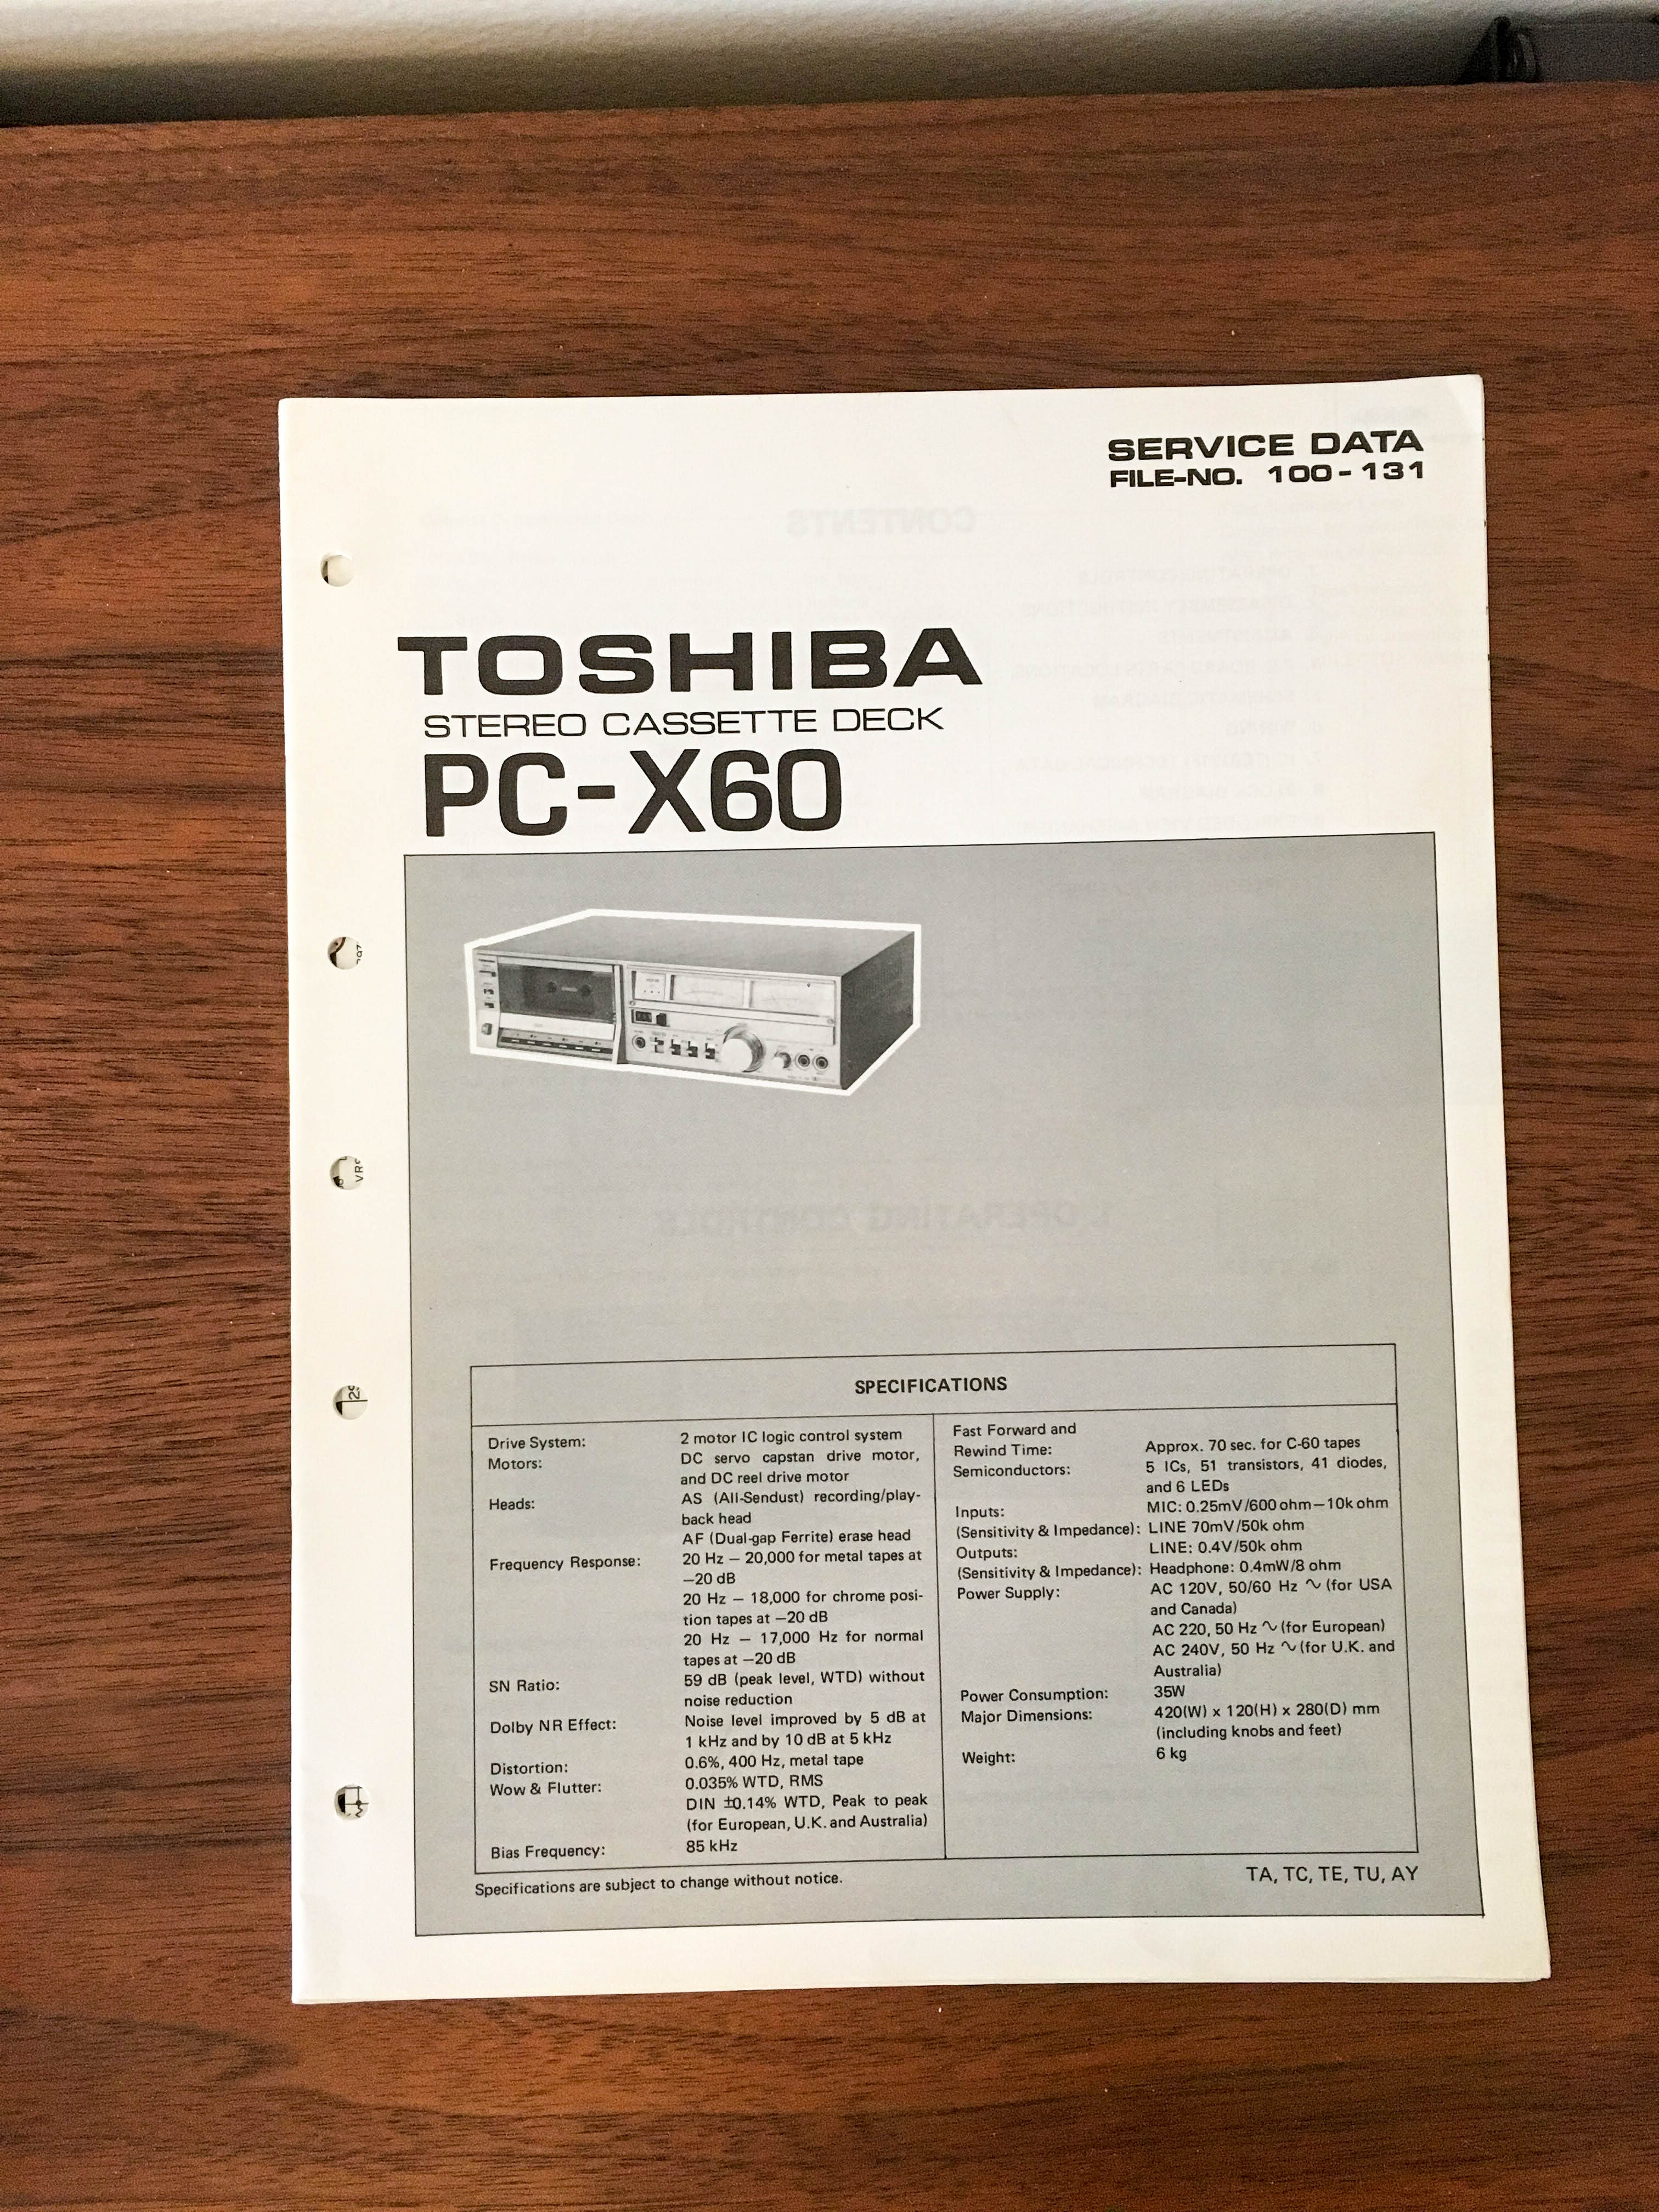 SERVICE DATA
FILE-NO. 100-131
TOSHIBA
STEREO CASSETTE DECK
PC-X60
SPECIFICATIONS
Drive System: 2 motor IC logic control system
Motors: DC servo capstan drive motor,
and DC reel drive motor
Heads: AS (All-Sendust) recording/play-
back head
AF (Dual-gap Ferrite) erase head
Frequency Response: 20 Hz — 20,000 for metal tapes at
—20 dB
20 Hz — 18,000 for chrome posi-
tion tapes at —20 dB
20 Hz — 17,000 Hz for normal
tapes at —20 dB
SN Ratio: 59 dB (peak level, WTD) without
noise reduction
Dolby NR Effect: Noise level improved by 5 dB at
1 kHz and by 10 dB at 5 kHz
Distortion: 0.6%, 400 Hz, metal tape
Wow & Flutter: 0.035% WTD, RMS
DIN ±0.14% WTD, Peak to peak
(for European, U.K. and Australia)
Bias Frequency: 85 kHz
Fast Forward and
Rewind Time: Approx. 70 sec. for C-60 tapes
Semiconductors: 5 ICs, 51 transistors, 41 diodes,
and 6 LEDs
Inputs: MIC: 0.25mV/600 ohm—10k ohm
(Sensitivity & Impedance): LINE 70mV/50k ohm
Outputs: LINE: 0.4V/50k ohm
(Sensitivity & Impedance): Headphone: 0.4mW/8 ohm
Power Supply: AC 120V, 50/60 Hz ∿ (for USA
and Canada)
AC 220, 50 Hz ∿ (for European)
AC 240V, 50 Hz ∿ (for U.K. and
Australia)
Power Consumption: 35W
Major Dimensions: 420(W) x 120(H) x 280(D) mm
(including knobs and feet)
Weight: 6 kg
Specifications are subject to change without notice.
TA, TC, TE, TU, AY